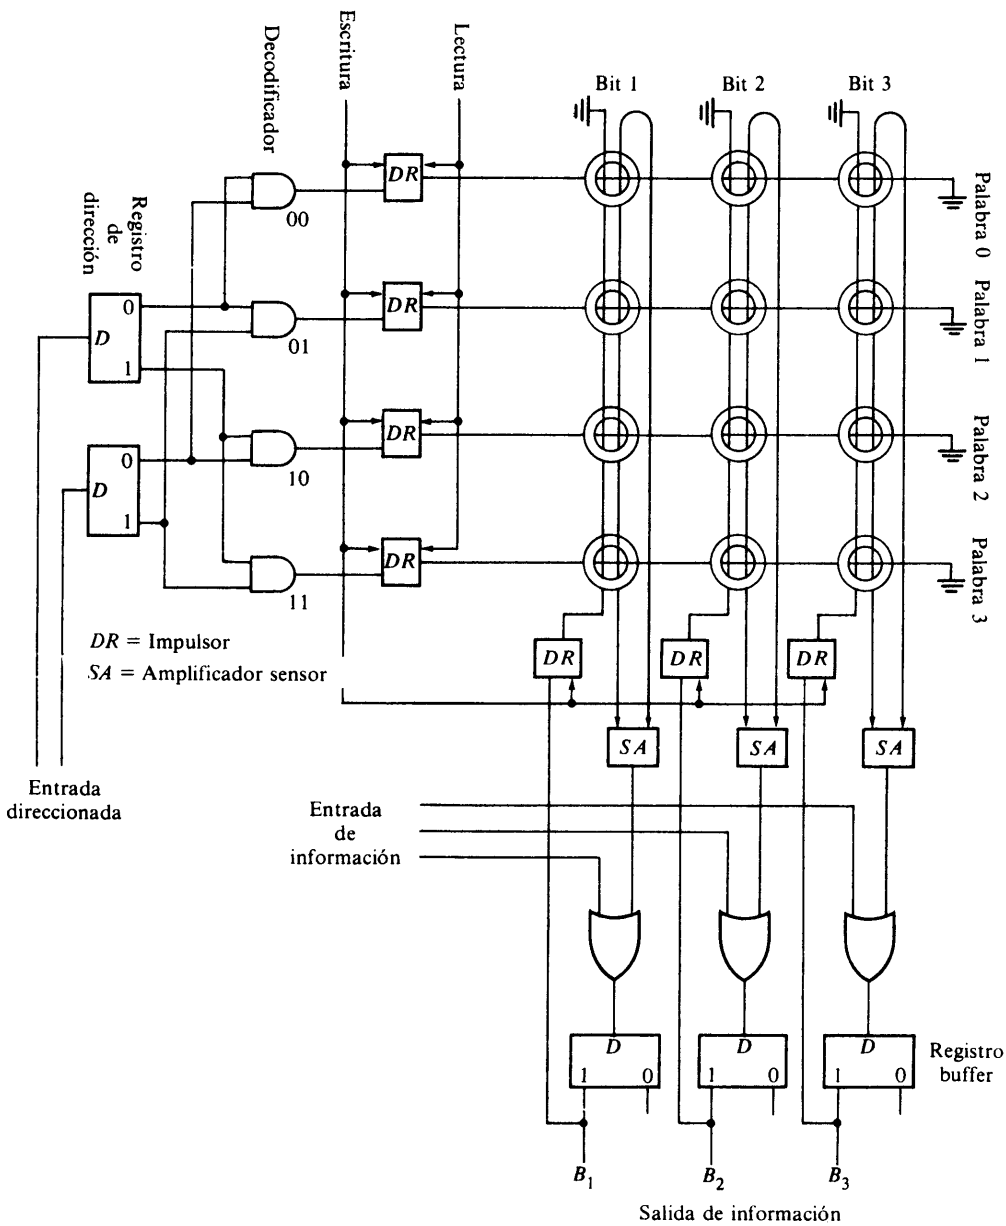 Escritura
Lectura
Decodificador
Bit 1
Bit 2
Bit 3
Registro
de
dirección
DR
00
Palabra 0
0
D
1
DR
01
Palabra 1
0
D
1
DR
10
Palabra 2
DR
11
Palabra 3
DR = Impulsor
SA = Amplificador sensor
DR
DR
DR
SA
SA
SA
Entrada
direccionada
Entrada
de
información
D
1 0
D
1 0
D
1 0
Registro
buffer
B1
B2
B3
Salida de información